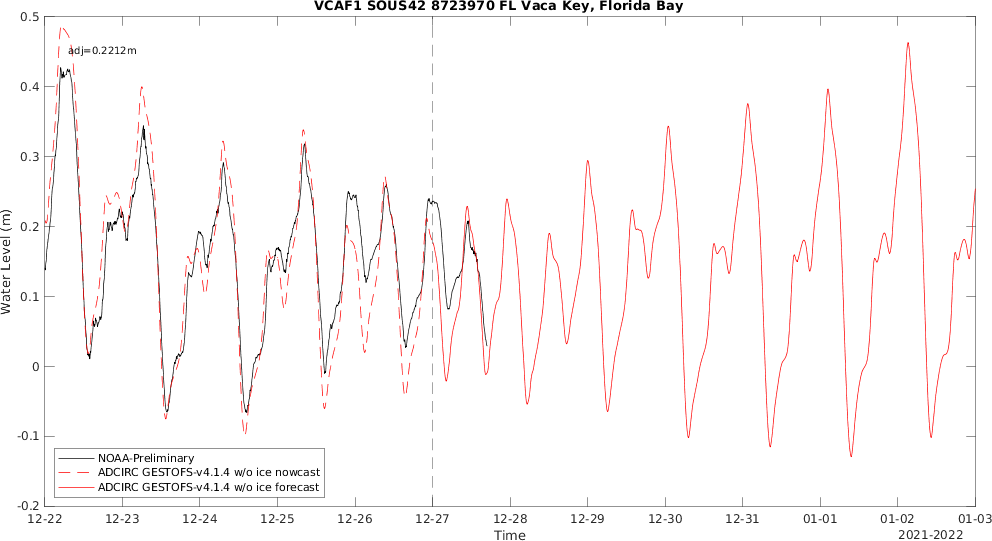 VCAF1 SOUS42 8723970 FL Vaca Key, Florida Bay
adj=0.2212m
Water Level (m)
0.5
0.4
0.3
0.2
0.1
0
-0.1
-0.2
NOAA-Preliminary
ADCIRC GESTOFS-v4.1.4 w/o ice nowcast
ADCIRC GESTOFS-v4.1.4 w/o ice forecast
12-22 12-23 12-24 12-25 12-26 12-27 12-28 12-29 12-30 12-31 01-01 01-02 01-03
Time
2021-2022